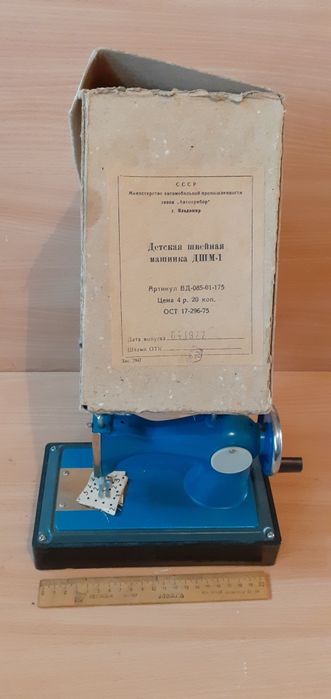 СССР
Министерство автомобильной промышленности
завод „Автоприбор"
г. Владимир
Детская швейная
машинка ДШМ-1
Артикул ВД-085-01-175
Цена 4 р. 20 коп.
ОСТ 17-296-75
Дата выпуска
Штамп ОТК